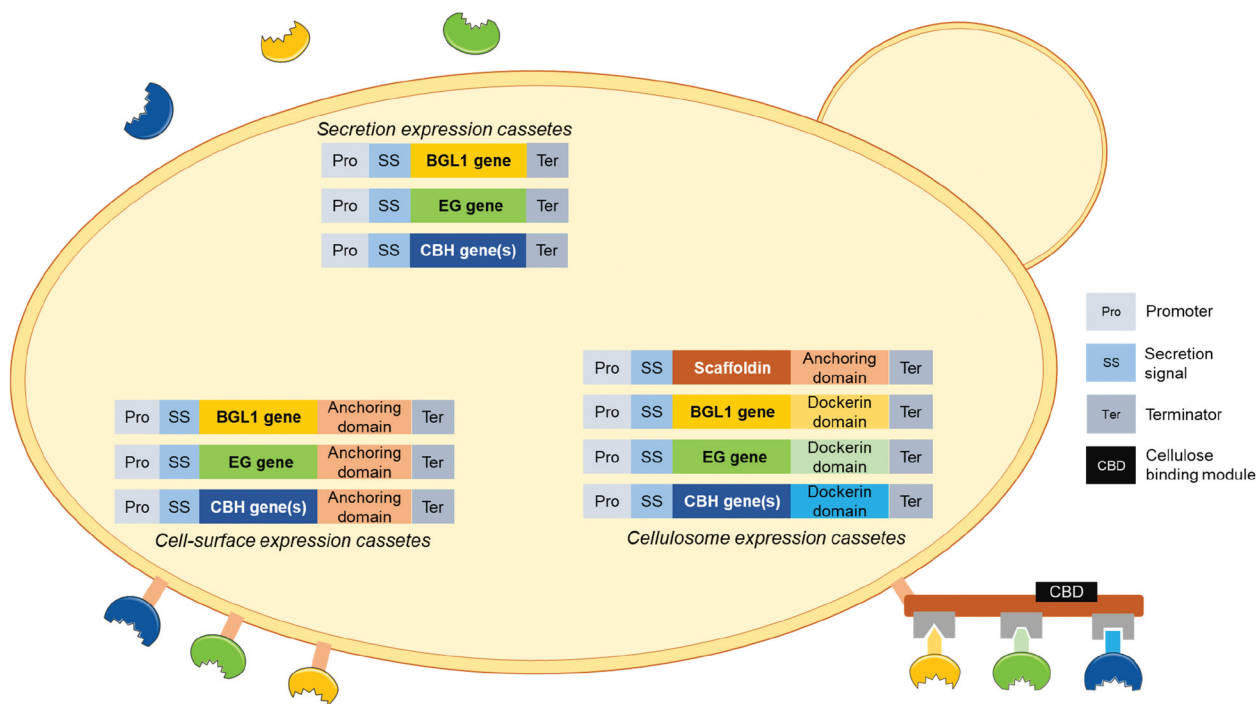 Secretion expression cassetes
Pro SS BGL1 gene Ter
Pro SS EG gene Ter
Pro SS CBH gene(s) Ter
Pro SS BGL1 gene Anchoring domain Ter
Pro SS EG gene Anchoring domain Ter
Pro SS CBH gene(s) Anchoring domain Ter
Cell-surface expression cassetes
Pro SS Scaffoldin Anchoring domain Ter
Pro SS BGL1 gene Dockerin domain Ter
Pro SS EG gene Dockerin domain Ter
Pro SS CBH gene(s) Dockerin domain Ter
Cellulosome expression cassetes
Pro Promoter
SS Secretion
signal
Ter Terminator
CBD Cellulose
binding module
CBD